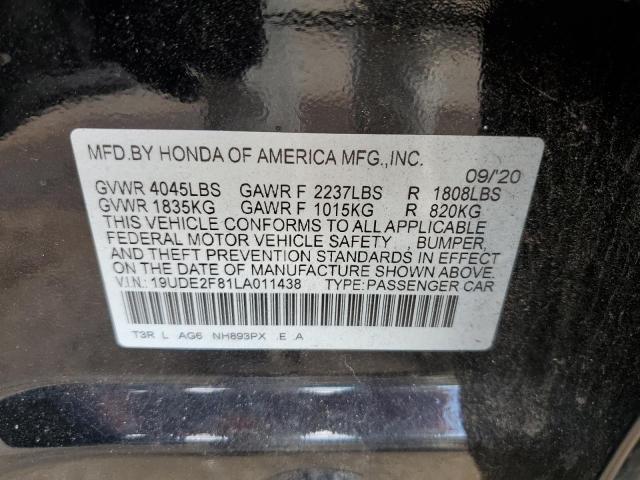 MFD.BY HONDA OF AMERICA MFG.,INC. 09/'20
GVWR 4045LBS GAWR F 2237LBS R 1808LBS
GVWR 1835KG GAWR F 1015KG R 820KG
THIS VEHICLE CONFORMS TO ALL APPLICABLE
FEDERAL MOTOR VEHICLE SAFETY , BUMPER,
AND THEFT PREVENTION STANDARDS IN EFFECT
ON THE DATE OF MANUFACTURE SHOWN ABOVE.
V.I.N.: 19UDE2F81LA011438 TYPE:PASSENGER CAR
T3R L AG6 NH893PX .E .A